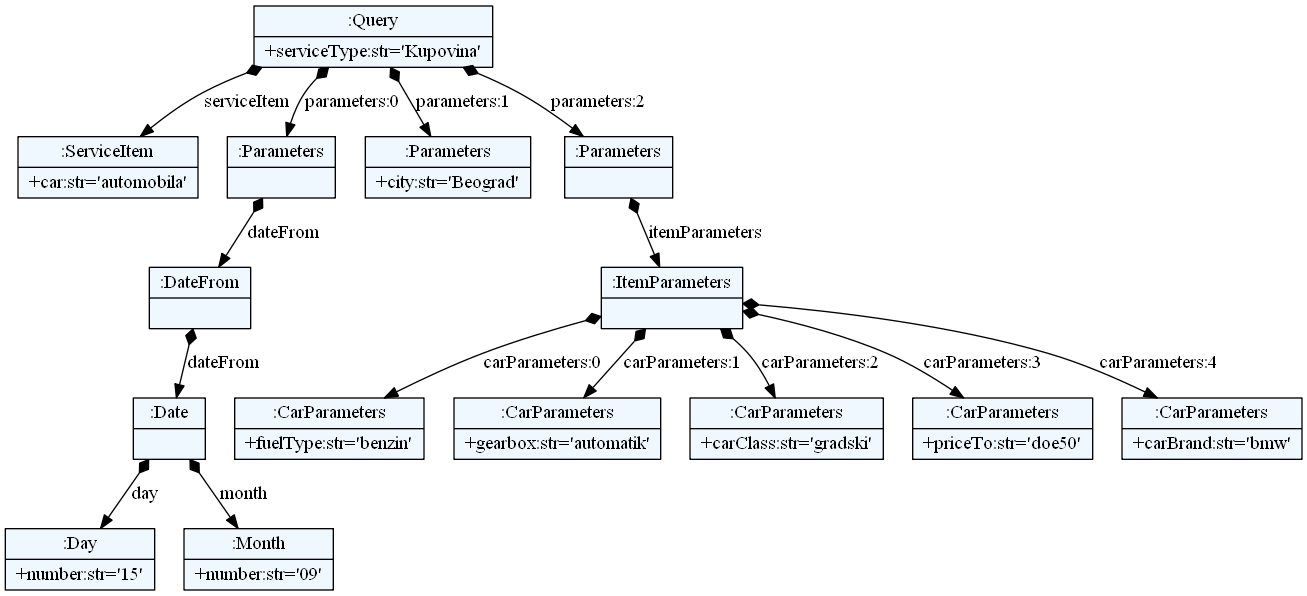 :Query
+serviceType:str='Kupovina'
serviceItem
parameters:0
parameters:1
parameters:2
:ServiceItem
+car:str='automobila'
:Parameters
:Parameters
+city:str='Beograd'
:Parameters
dateFrom
itemParameters
:DateFrom
:ItemParameters
dateFrom
carParameters:0
carParameters:1
carParameters:2
carParameters:3
carParameters:4
:Date
:CarParameters
+fuelType:str='benzin'
:CarParameters
+gearbox:str='automatik'
:CarParameters
+carClass:str='gradski'
:CarParameters
+priceTo:str='doe50'
:CarParameters
+carBrand:str='bmw'
day
month
:Day
+number:str='15'
:Month
+number:str='09'